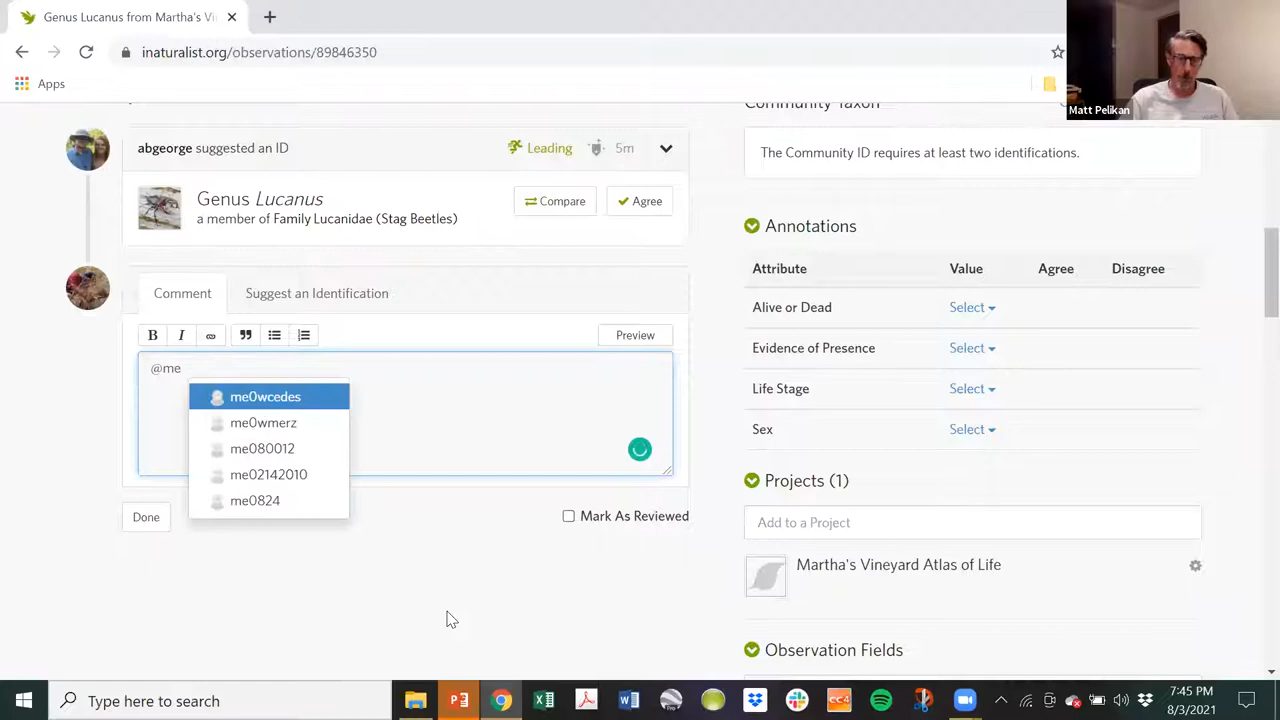 Genus Lucanus from Martha's Vi
inaturalist.org/observations/89846350
Apps
Matt Pelikan
Community Taxon
abgeorge suggested an ID
Leading
5m
The Community ID requires at least two identifications.
Genus Lucanus
a member of Family Lucanidae (Stag Beetles)
Compare
Agree
Annotations
Attribute Value Agree Disagree
Comment
Suggest an Identification
Alive or Dead Select
B I
Preview
Evidence of Presence Select
@me
me0wcedes
Life Stage Select
me0wmerz
Sex Select
me080012
me02142010
me0824
Projects (1)
Done
Mark As Reviewed
Add to a Project
Martha's Vineyard Atlas of Life
Observation Fields
Type here to search
7:45 PM
8/3/2021